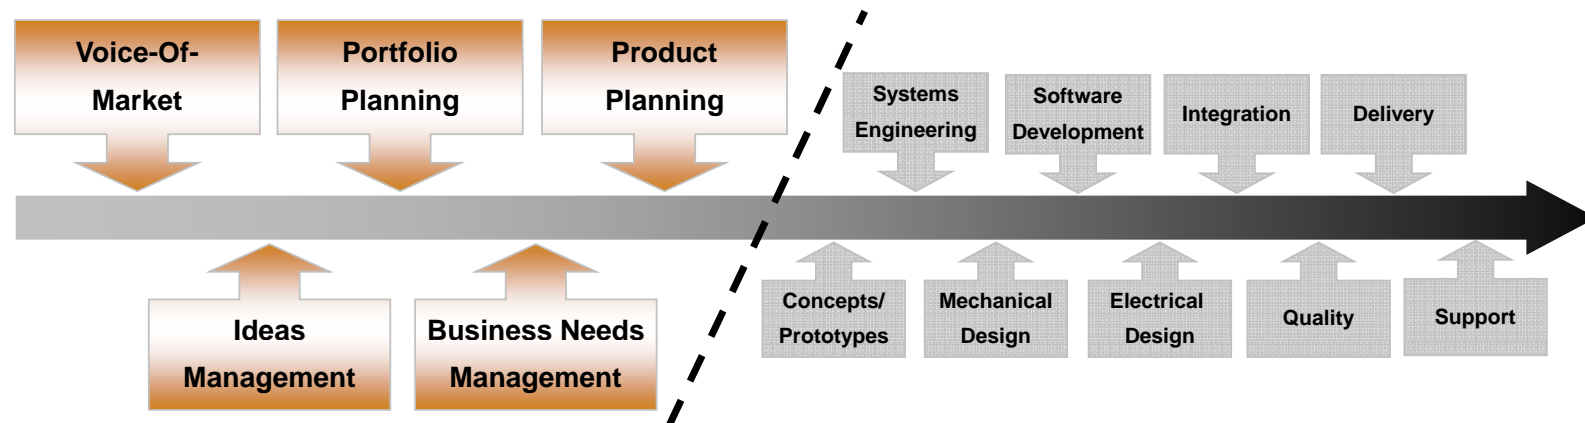 Voice-Of-
Market
Portfolio
Planning
Product
Planning
Systems
Engineering
Software
Development
Integration
Delivery
Ideas
Management
Business Needs
Management
Concepts/
Prototypes
Mechanical
Design
Electrical
Design
Quality
Support